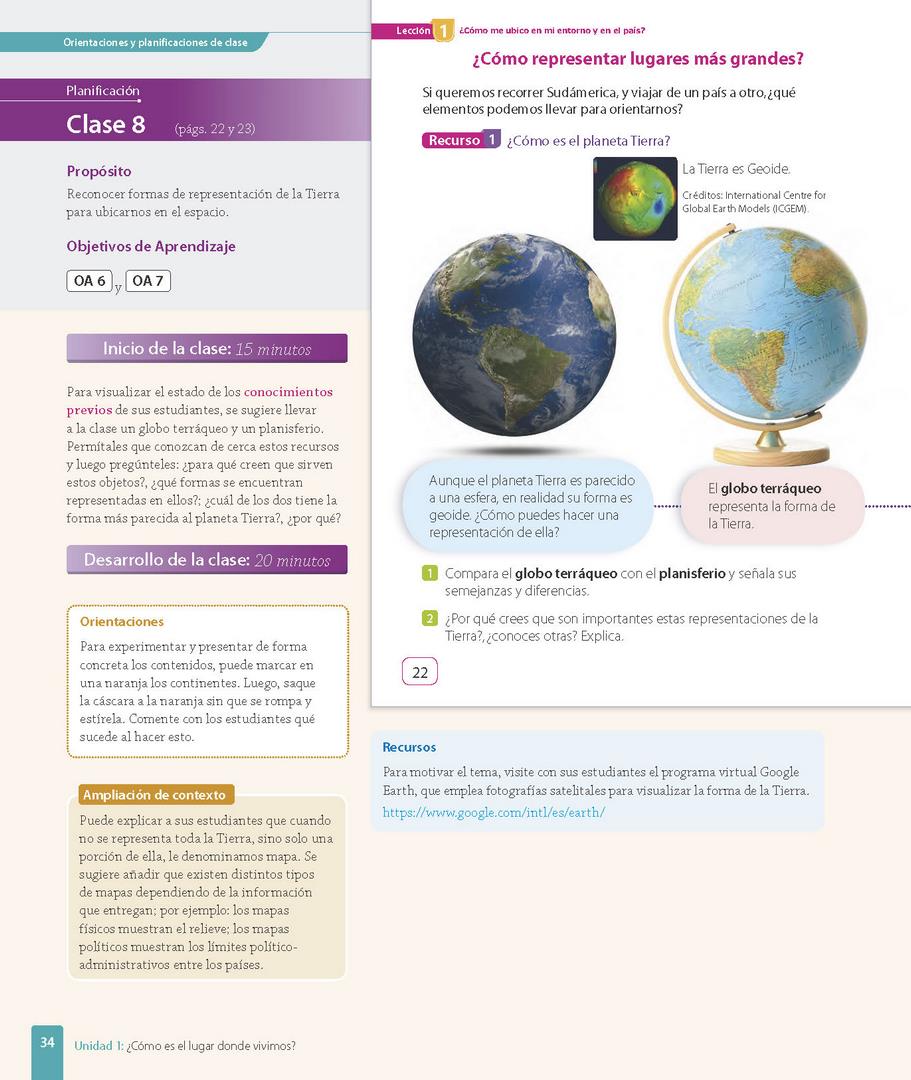 Orientaciones y planificaciones de clase
Planificación
Clase 8 (págs. 22 y 23)
Propósito
Reconocer formas de representación de la Tierra
para ubicarnos en el espacio.
Objetivos de Aprendizaje
OA 6 y OA 7
Inicio de la clase: 15 minutos
Para visualizar el estado de los conocimientos
previos de sus estudiantes, se sugiere llevar
a la clase un globo terráqueo y un planisferio.
Permítales que conozcan de cerca estos recursos
y luego pregúnteles: ¿para qué creen que sirven
estos objetos?, ¿qué formas se encuentran
representadas en ellos?; ¿cuál de los dos tiene la
forma más parecida al planeta Tierra?, ¿por qué?
Desarrollo de la clase: 20 minutos
Orientaciones
Para experimentar y presentar de forma
concreta los contenidos, puede marcar en
una naranja los continentes. Luego, saque
la cáscara a la naranja sin que se rompa y
estírela. Comente con los estudiantes qué
sucede al hacer esto.
Ampliación de contexto
Puede explicar a sus estudiantes que cuando
no se representa toda la Tierra, sino solo una
porción de ella, le denominamos mapa. Se
sugiere añadir que existen distintos tipos
de mapas dependiendo de la información
que entregan; por ejemplo: los mapas
físicos muestran el relieve; los mapas
políticos muestran los límites político-
administrativos entre los países.
Lección 1 ¿Cómo me ubico en mi entorno y en el país?
¿Cómo representar lugares más grandes?
Si queremos recorrer Sudámerica, y viajar de un país a otro, ¿qué
elementos podemos llevar para orientarnos?
Recurso 1 ¿Cómo es el planeta Tierra?
La Tierra es Geoide.
Créditos: International Centre for
Global Earth Models (ICGEM).
Aunque el planeta Tierra es parecido
a una esfera, en realidad su forma es
geoide. ¿Cómo puedes hacer una
representación de ella?
El globo terráqueo
representa la forma de
la Tierra.
1 Compara el globo terráqueo con el planisferio y señala sus
semejanzas y diferencias.
2 ¿Por qué crees que son importantes estas representaciones de la
Tierra?, ¿conoces otras? Explica.
22
Recursos
Para motivar el tema, visite con sus estudiantes el programa virtual Google
Earth, que emplea fotografías satelitales para visualizar la forma de la Tierra.
https://www.google.com/intl/es/earth/
34 Unidad 1: ¿Cómo es el lugar donde vivimos?